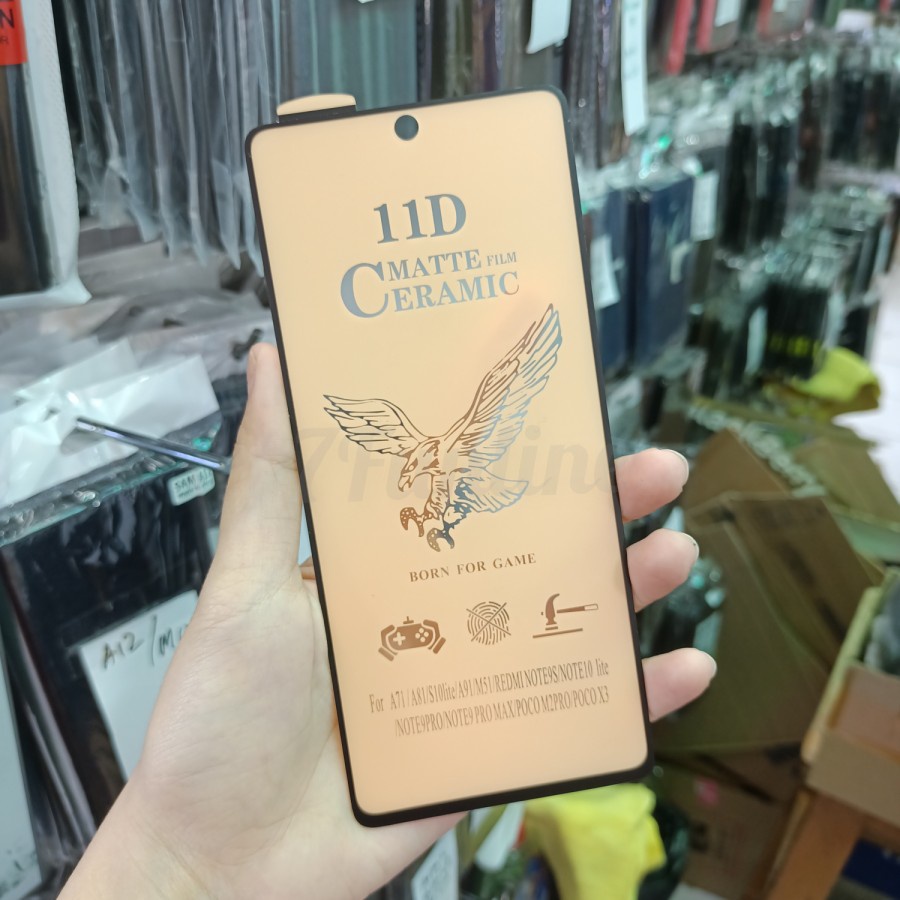 11D
MATTE FILM
CERAMIC
BORN FOR GAME
For A71/A81/S10lite/A91/M51/REDMI NOTE9S/NOTE10 lite
/NOTE9PRO/NOTE9 PRO MAX/POCO M2PRO/POCO X3
A12/M
SAMS
N